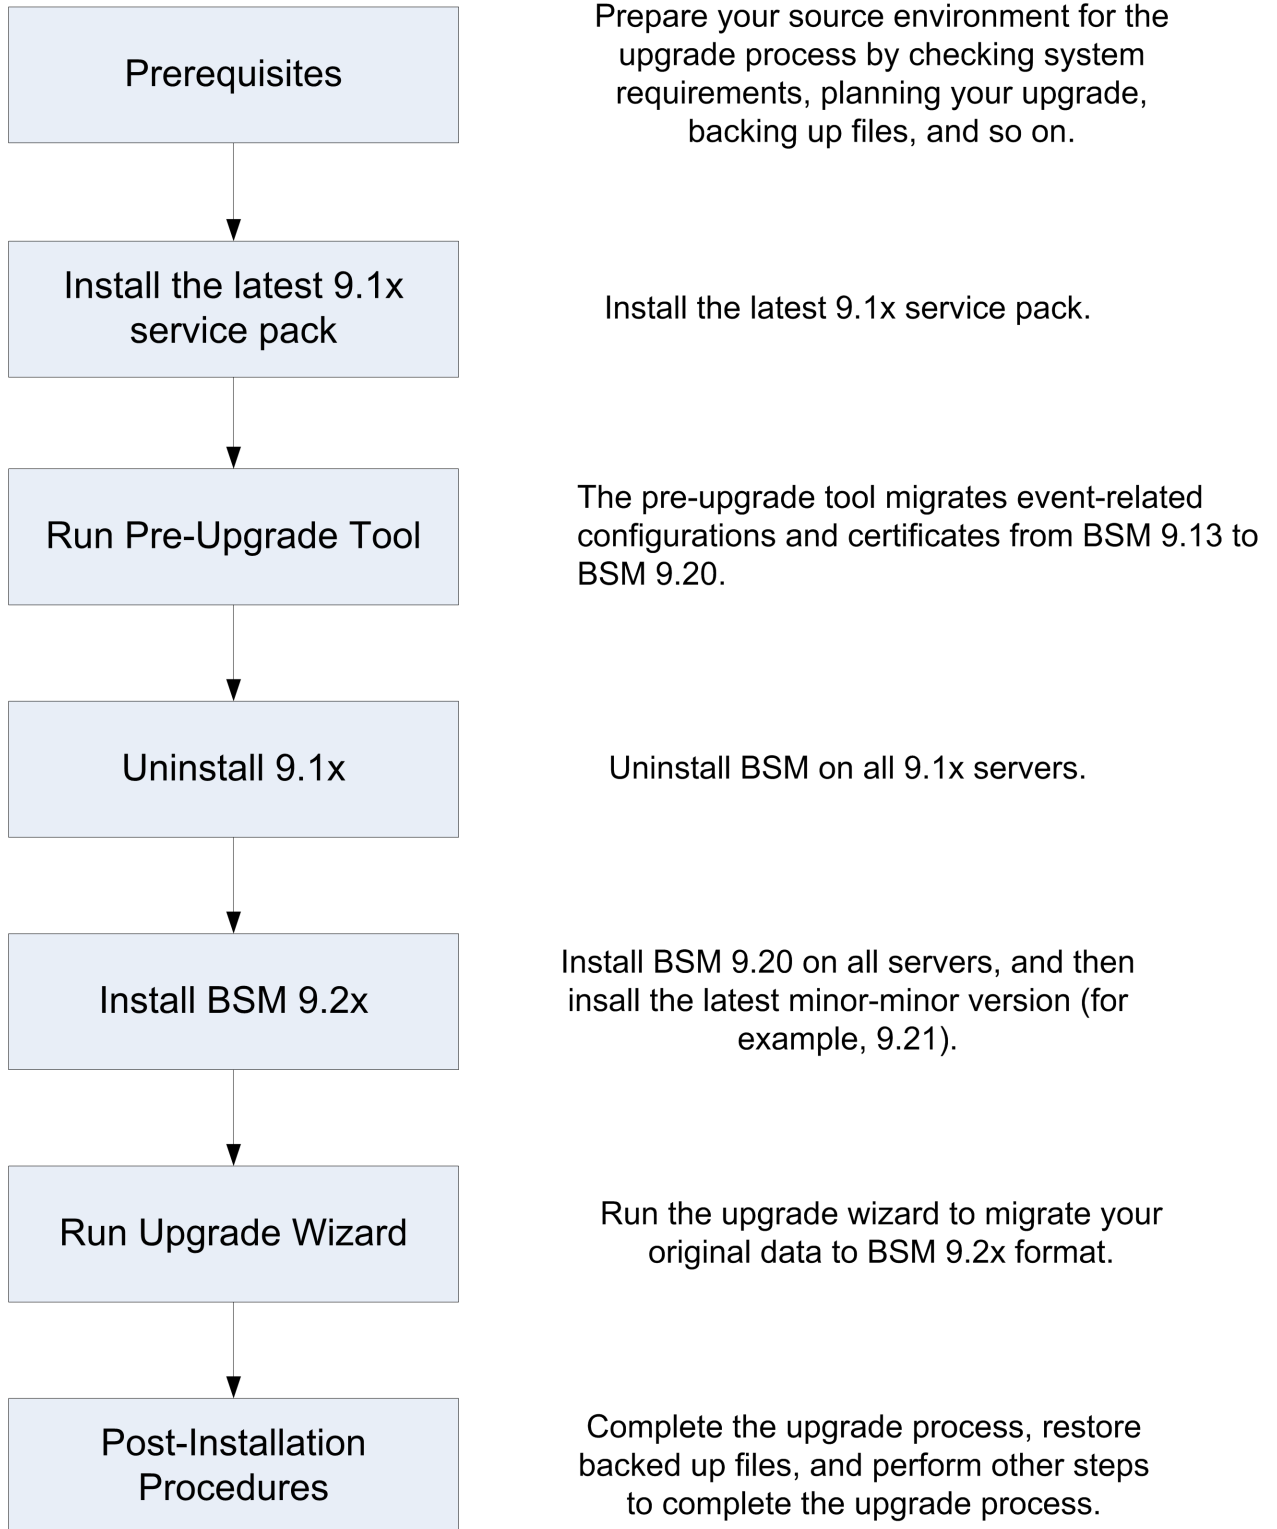 Prerequisites
Prepare your source environment for the
upgrade process by checking system
requirements, planning your upgrade,
backing up files, and so on.
Install the latest 9.1x
service pack
Install the latest 9.1x service pack.
Run Pre-Upgrade Tool
The pre-upgrade tool migrates event-related
configurations and certificates from BSM 9.13 to
BSM 9.20.
Uninstall 9.1x
Uninstall BSM on all 9.1x servers.
Install BSM 9.2x
Install BSM 9.20 on all servers, and then
insall the latest minor-minor version (for
example, 9.21).
Run Upgrade Wizard
Run the upgrade wizard to migrate your
original data to BSM 9.2x format.
Post-Installation
Procedures
Complete the upgrade process, restore
backed up files, and perform other steps
to complete the upgrade process.